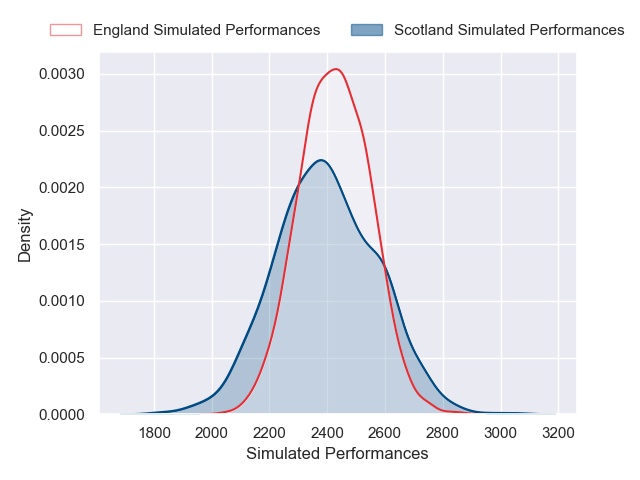 England Simulated Performances
Scotland Simulated Performances
0.0030
0.0025
0.0020
0.0015
0.0010
0.0005
0.0000
Density
1800 2000 2200 2400 2600 2800 3000 3200
Simulated Performances